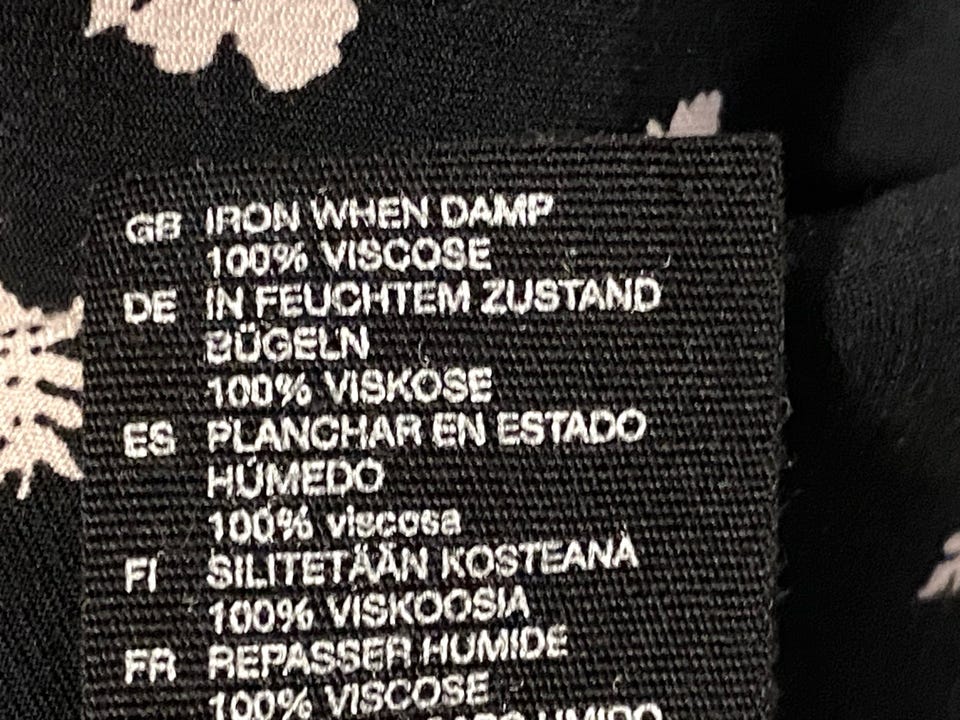 GB IRON WHEN DAMP
100% VISCOSE
DE IN FEUCHTEM ZUSTAND
BÜGELN
100% VISKOSE
ES PLANCHAR EN ESTADO
HÚMEDO
100% viscosa
FI SILITETÄÄN KOSTEANA
100% VISKOOSIA
FR REPASSER HUMIDE
100% VISCOSE
UMIDO